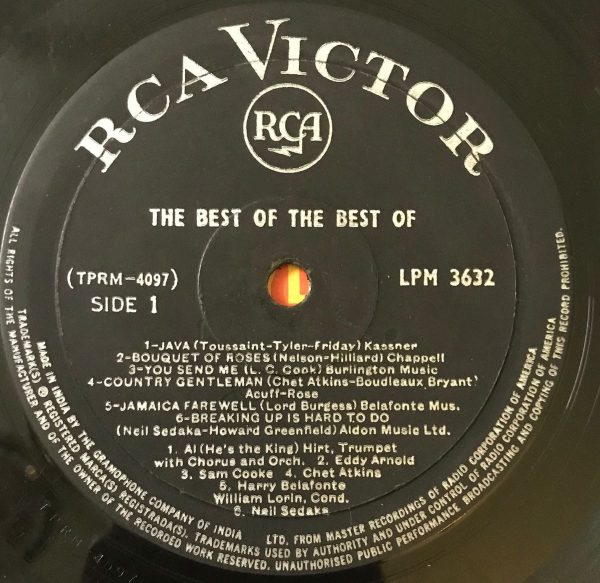 RCA VICTOR
RCA
THE BEST OF THE BEST OF
(TPRM-4097)
SIDE 1
LPM 3632
1-JAVA (Toussaint-Tyler-Friday) Kassner
2-BOUQUET OF ROSES (Nelson-Hilliard) Chappell
3-YOU SEND ME (L. C. Cook) Burlington Music
4-COUNTRY GENTLEMAN (Chet Atkins-Boudleaux Bryant)
Acuff-Rose
5-JAMAICA FAREWELL (Lord Burgess) Belafonte Mus.
6-BREAKING UP IS HARD TO DO
(Neil Sedaka-Howard Greenfield) Aldon Music Ltd.
1. Al (He's the King) Hirt, Trumpet
with Chorus and Orch. 2. Eddy Arnold
3. Sam Cooke 4. Chet Atkins
5. Harry Belafonte
William Lorin, Cond.
6. Neil Sedaka
MADE IN INDIA BY THE GRAMOPHONE COMPANY OF INDIA LTD. FROM MASTER RECORDINGS OF RADIO CORPORATION OF AMERICA
TRADEMARK(S) ® REGISTERED MARCA(S) REGISTRADA(S). TRADEMARKS USED BY AUTHORITY AND UNDER CONTROL OF RADIO CORPORATION OF AMERICA
ALL RIGHTS OF THE MANUFACTURER AND OF THE OWNER OF THE RECORDED WORK RESERVED. UNAUTHORISED PUBLIC PERFORMANCE BROADCASTING AND COPYING OF THIS RECORD PROHIBITED.